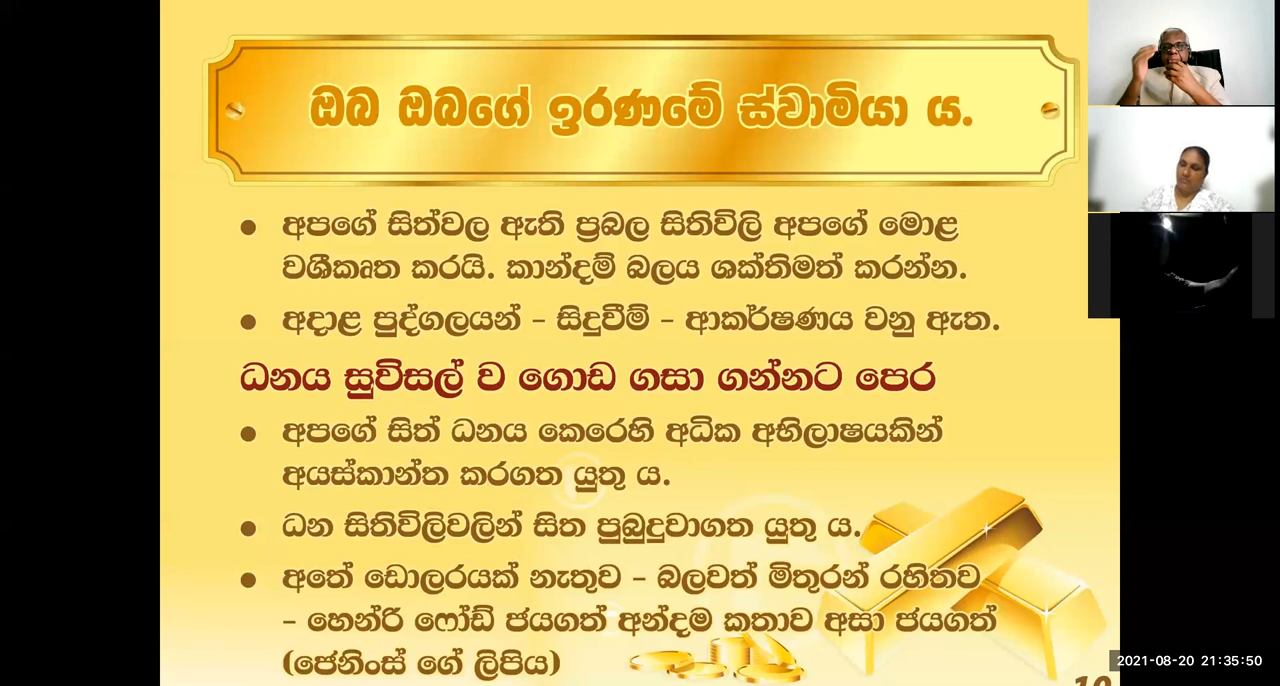 ඔබ ඔබගේ ඉරණමේ ස්වාමියා ය.
• අපගේ සිත්වල ඇති ප්‍රබල සිතිවිලි අපගේ මොළ
වශීකෘත කරයි. කාන්දම් බලය ශක්තිමත් කරන්න.
• අදාළ පුද්ගලයන් – සිදුවීම් – ආකර්ෂණය වනු ඇත.
ධනය සුවිසල් ව ගොඩ ගසා ගන්නට පෙර
• අපගේ සිත් ධනය කෙරෙහි අධික අභිලාෂයකින්
අයස්කාන්ත කරගත යුතු ය.
• ධන සිතිවිලිවලින් සිත පුබුදුවාගත යුතු ය.
• අතේ ඩොලරයක් නැතුව – බලවත් මිතුරන් රහිතව
– හෙන්රි ෆෝඩ් ජයගත් අන්දම කතාව අසා ජයගත්
(ජෙනිංස් ගේ ලිපිය)
2021-08-20 21:35:50